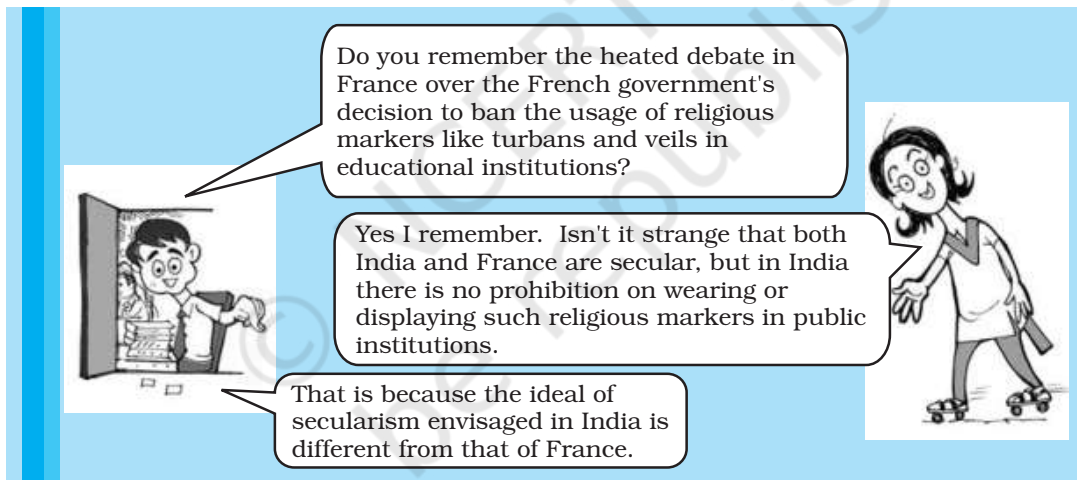 Do you remember the heated debate in
France over the French government's
decision to ban the usage of religious
markers like turbans and veils in
educational institutions?
Yes I remember. Isn't it strange that both
India and France are secular, but in India
there is no prohibition on wearing or
displaying such religious markers in public
institutions.
That is because the ideal of
secularism envisaged in India is
different from that of France.